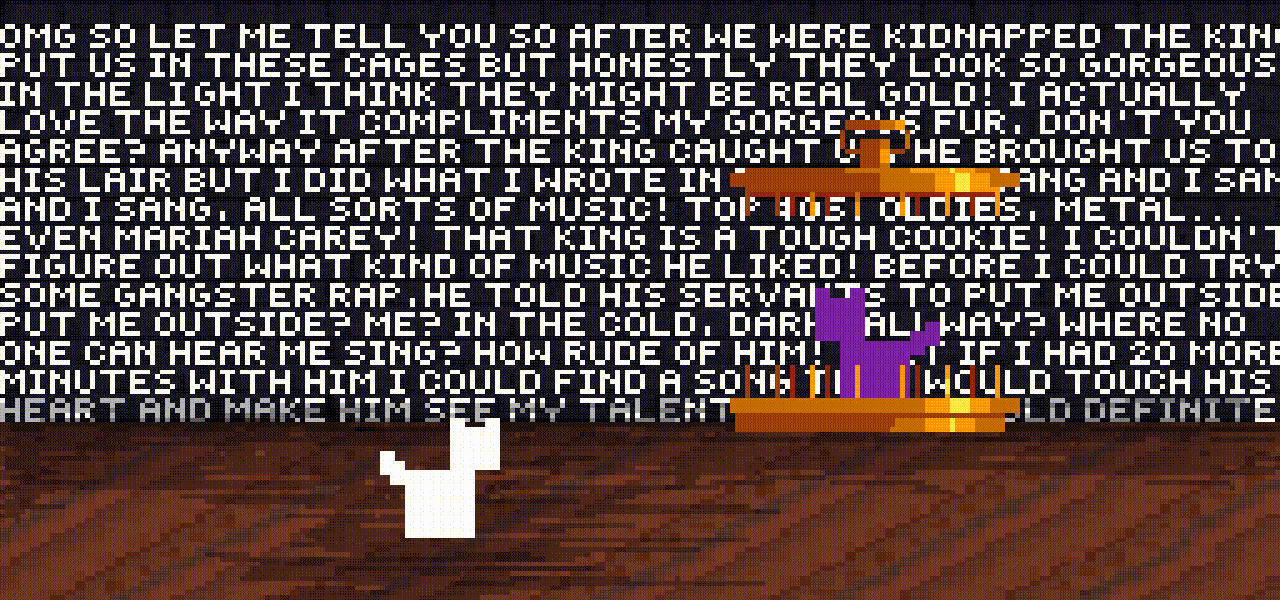 OMG SO LET ME TELL YOU SO AFTER WE WERE KIDNAPPED THE KING
PUT US IN THESE CAGES BUT HONESTLY THEY LOOK SO GORGEOUS
IN THE LIGHT I THINK THEY MIGHT BE REAL GOLD! I ACTUALLY
LOVE THE WAY IT COMPLIMENTS MY FUR. DON'T YOU
AGREE? ANYWAY AFTER THE KING CAUGHT HE BROUGHT US TO
HIS LAIR BUT I DID WHAT I WROTE IN AND I SAN
AND I SANG. ALL SORTS OF MUSIC! OLDIES. METAL...
EVEN MARIAH CAREY! THAT KING IS A TOUGH COOKIE! I COULDN'T
FIGURE OUT WHAT KIND OF MUSIC HE LIKED! BEFORE I COULD TRY
SOME GANGSTER RAP.HE TOLD HIS SERVANTS TO PUT ME OUTSIDE
PUT ME OUTSIDE? ME? IN THE COLD. DARK WAY? WHERE NO
ONE CAN HEAR ME SING? HOW RUDE OF HIM! IF I HAD 20 MORE
MINUTES WITH HIM I COULD FIND A SONG WOULD TOUCH HIS
HEART AND MAKE HIM SEE MY TALENT DEFINITE